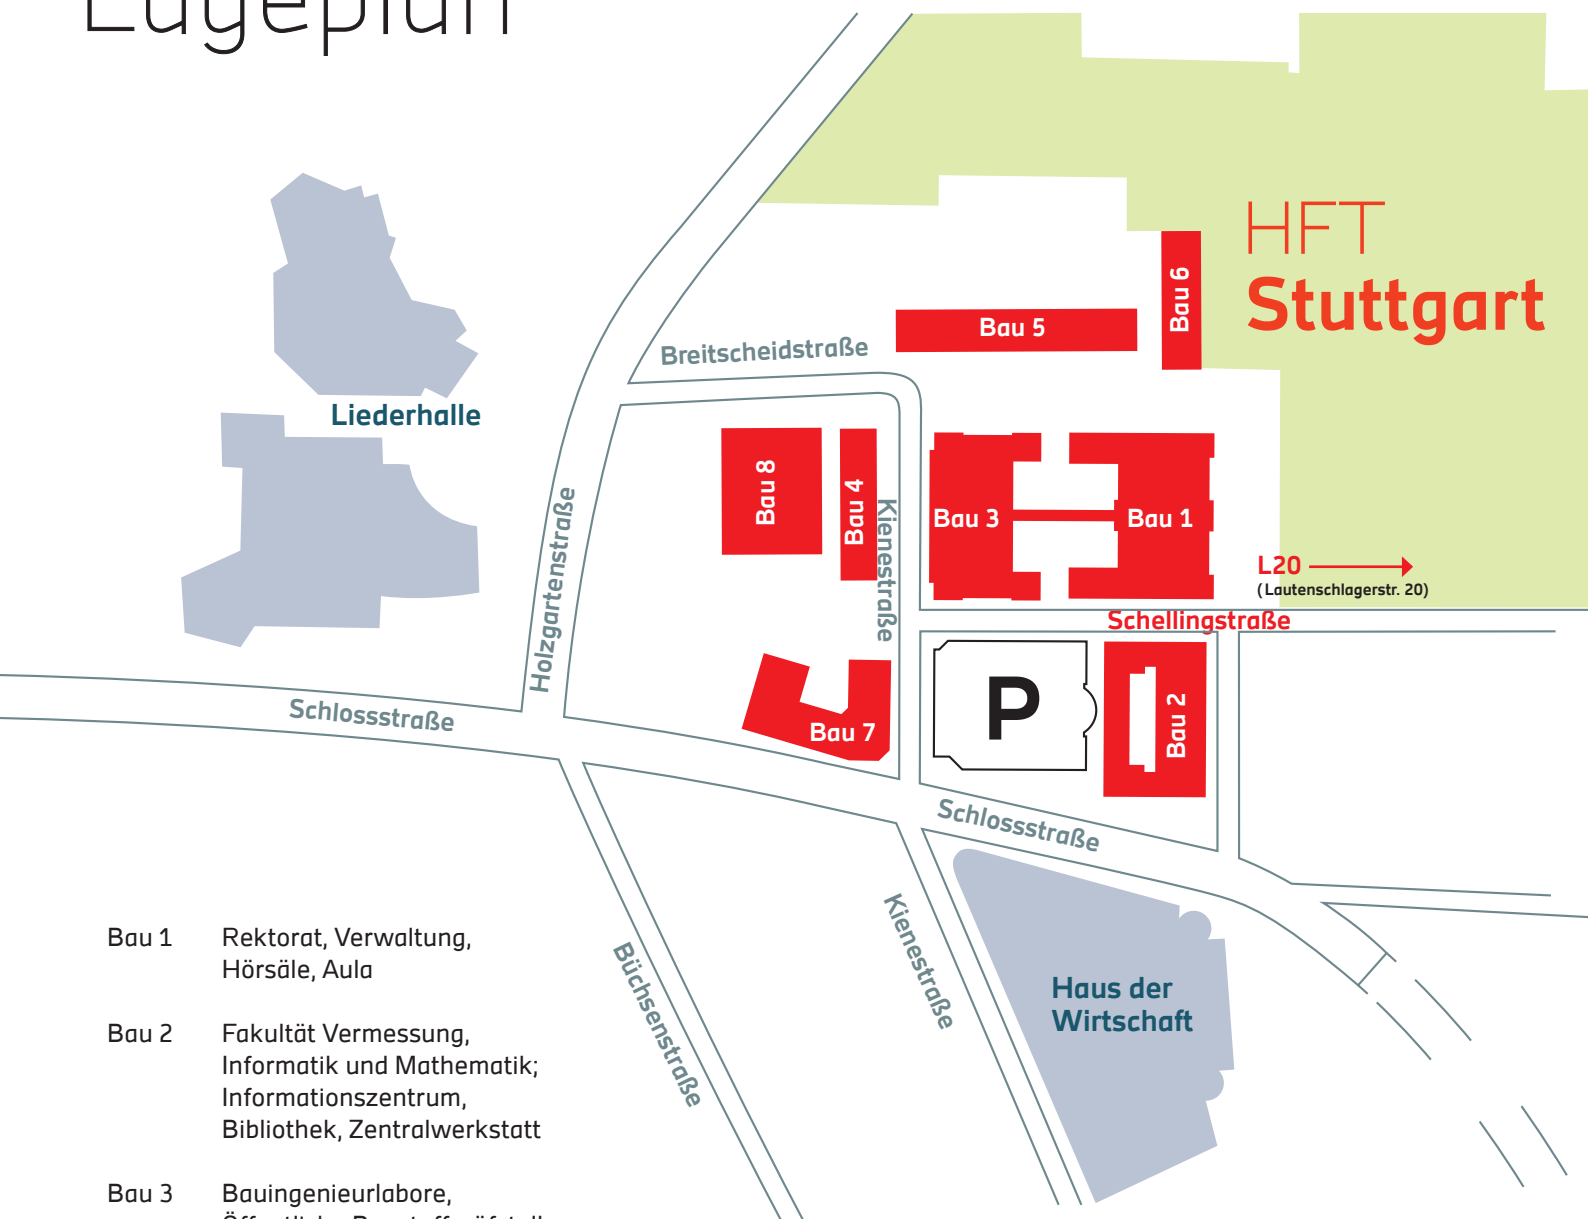 Lageplan
HFT
Stuttgart
Bau 6
Bau 5
Breitscheidstraße
Liederhalle
Bau 8
Bau 4
Kienestraße
Bau 3
Bau 1
Holzgartenstraße
L20
(Lautenschlagerstr. 20)
Schellingstraße
Schlossstraße
Bau 7
P
Bau 2
Schlossstraße
Kienestraße
Büchsenstraße
Haus der
Wirtschaft
Bau 1 Rektorat, Verwaltung,
Hörsäle, Aula
Bau 2 Fakultät Vermessung,
Informatik und Mathematik;
Informationszentrum,
Bibliothek, Zentralwerkstatt
Bau 3 Bauingenieurlabore,